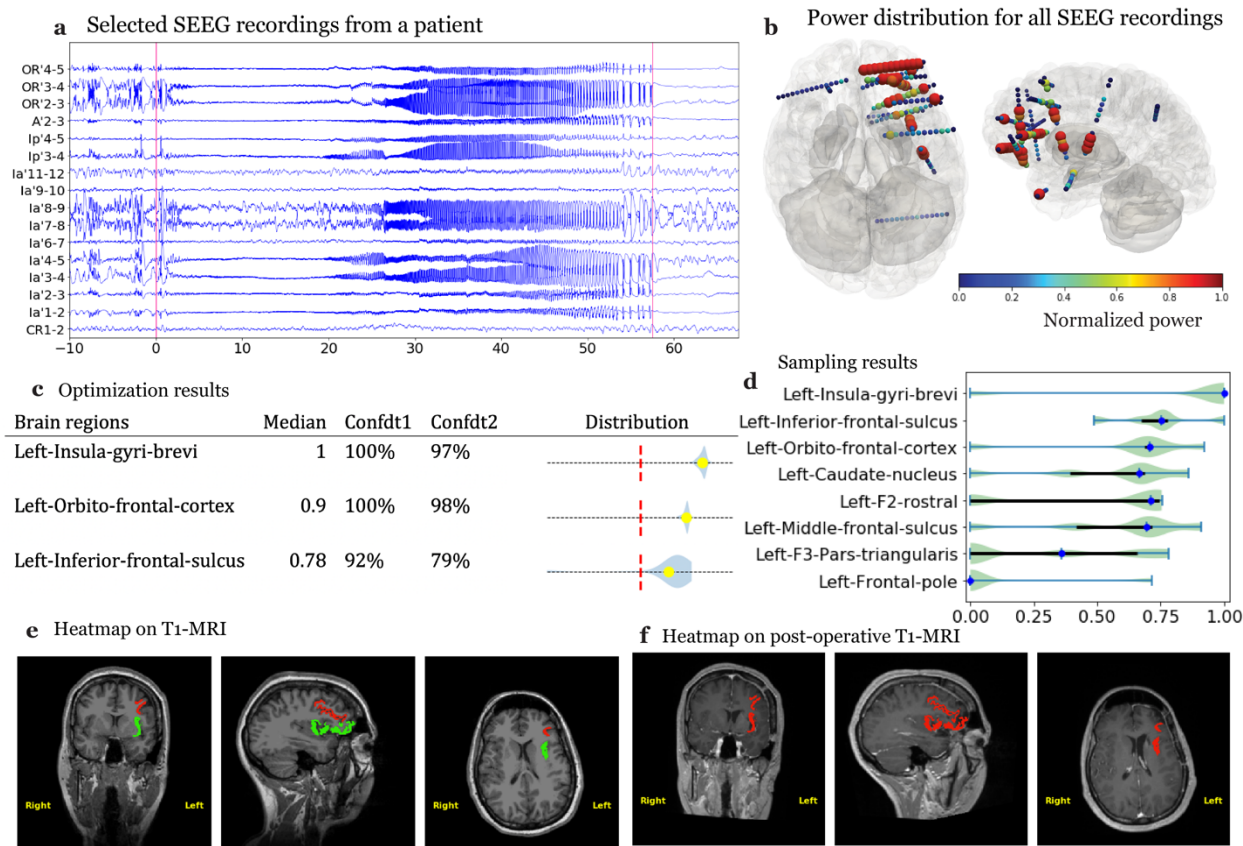 a Selected SEEG recordings from a patient
OR'4-5
OR'3-4
OR'2-3
A'2-3
Ip'4-5
Ip'3-4
Ia'11-12
Ia'9-10
Ia'8-9
Ia'7-8
Ia'6-7
Ia'4-5
Ia'3-4
Ia'2-3
Ia'1-2
CR1-2
−10 0 10 20 30 40 50 60
b Power distribution for all SEEG recordings
0.0 0.2 0.4 0.6 0.8 1.0
Normalized power
c Optimization results
Brain regions Median Confdt1 Confdt2 Distribution
Left-Insula-gyri-brevi 1 100% 97%
Left-Orbito-frontal-cortex 0.9 100% 98%
Left-Inferior-frontal-sulcus 0.78 92% 79%
d Sampling results
Left-Insula-gyri-brevi
Left-Inferior-frontal-sulcus
Left-Orbito-frontal-cortex
Left-Caudate-nucleus
Left-F2-rostral
Left-Middle-frontal-sulcus
Left-F3-Pars-triangularis
Left-Frontal-pole
0.00 0.25 0.50 0.75 1.00
e Heatmap on T1-MRI
Right Left
Right Left
f Heatmap on post-operative T1-MRI
Right Left
Right Left